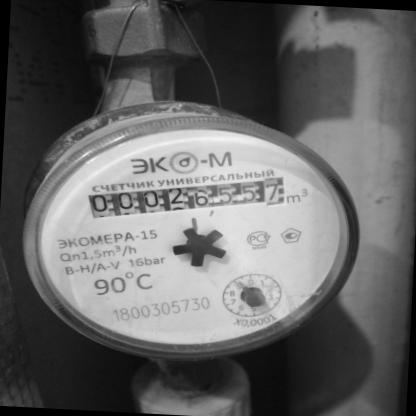 ЭКО-М
СЧЕТЧИК УНИВЕРСАЛЬНЫЙ
00026557 m³
ЭКОМЕРА-15
Qn1,5m³/h
B-H/A-V 16bar
90°C
1800305730
x0,0001